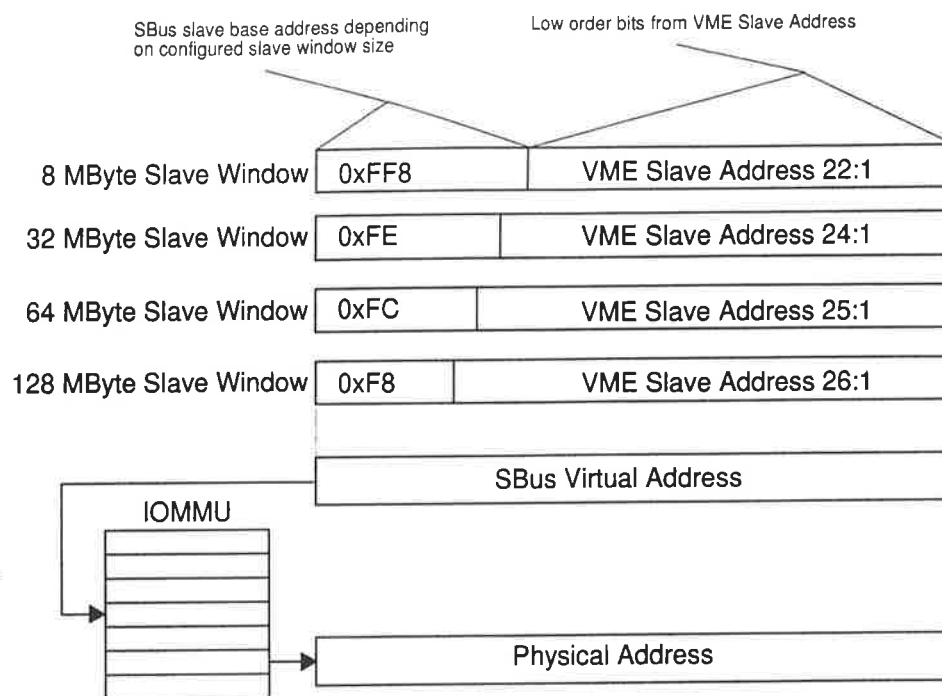 SBus slave base address depending
on configured slave window size
Low order bits from VME Slave Address
8 MByte Slave Window 0xFF8 VME Slave Address 22:1
32 MByte Slave Window 0xFE VME Slave Address 24:1
64 MByte Slave Window 0xFC VME Slave Address 25:1
128 MByte Slave Window 0xF8 VME Slave Address 26:1
SBus Virtual Address
IOMMU
Physical Address